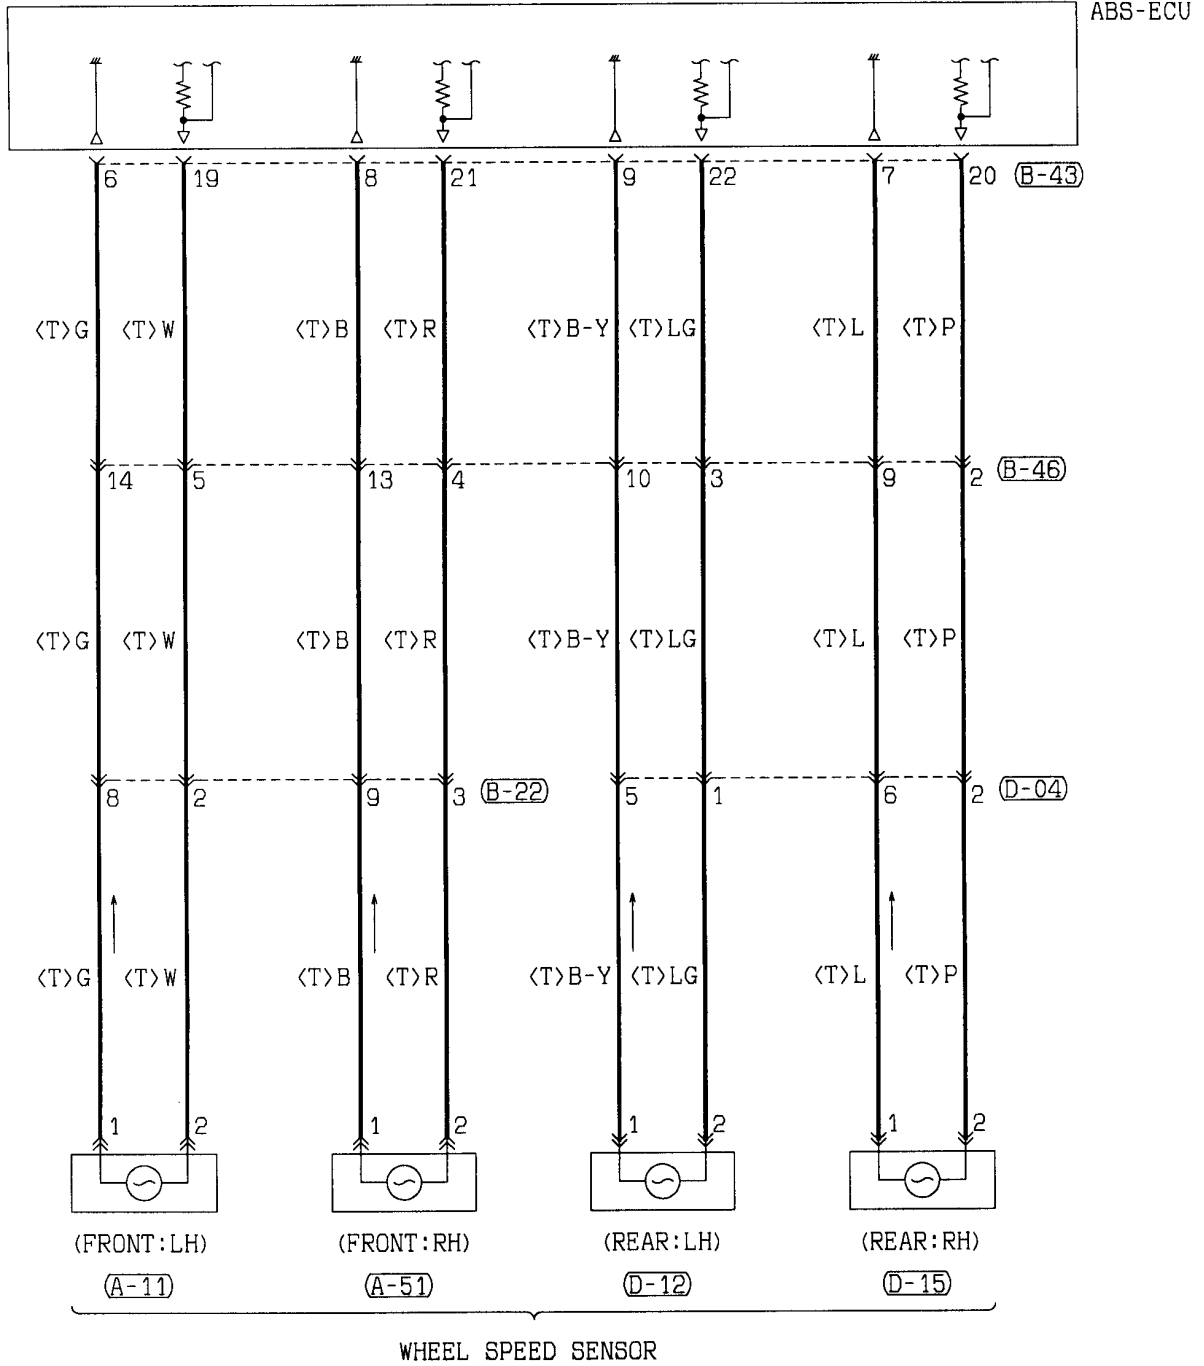 ABS-ECU
6 19 8 21 9 22 7 20 B-43
<T>G <T>W <T>B <T>R <T>B-Y <T>LG <T>L <T>P
14 5 13 4 10 3 9 2 B-46
<T>G <T>W <T>B <T>R <T>B-Y <T>LG <T>L <T>P
8 2 9 3 B-22 5 1 6 2 D-04
<T>G <T>W <T>B <T>R <T>B-Y <T>LG <T>L <T>P
1 2 1 2 1 2 1 2
(FRONT:LH) (FRONT:RH) (REAR:LH) (REAR:RH)
A-11 A-51 D-12 D-15
WHEEL SPEED SENSOR